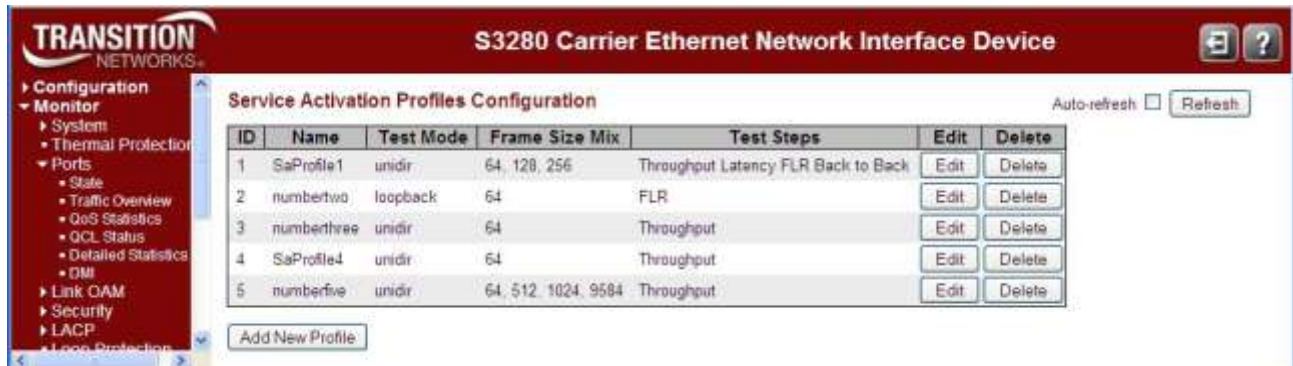 TRANSITION
NETWORKS
S3280 Carrier Ethernet Network Interface Device
?
Configuration
Monitor
System
Thermal Protection
Ports
State
Traffic Overview
QoS Statistics
QCL Status
Detailed Statistics
DMI
Link OAM
Security
LACP
Loop Protection
Service Activation Profiles Configuration
Auto-refresh Refresh
ID Name Test Mode Frame Size Mix Test Steps Edit Delete
1 SaProfile1 unidir 64, 128, 256 Throughput Latency FLR Back to Back Edit Delete
2 numbertwo loopback 64 FLR Edit Delete
3 numberthree unidir 64 Throughput Edit Delete
4 SaProfile4 unidir 64 Throughput Edit Delete
5 numberfive unidir 64, 512, 1024, 9584 Throughput Edit Delete
Add New Profile